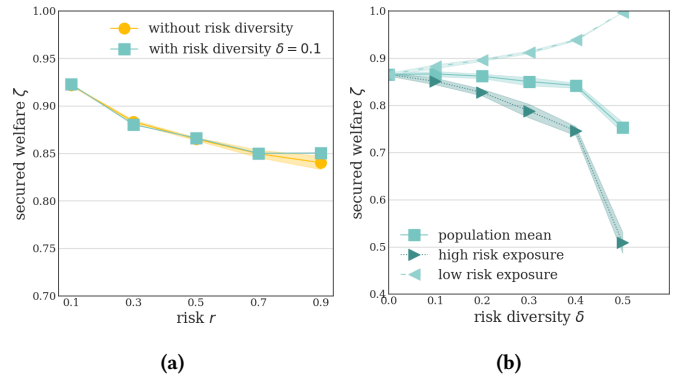 1.00
0.95
0.90
0.85
0.80
0.75
0.70
secured welfare ζ
without risk diversity
with risk diversity δ = 0.1
0.1 0.3 0.5 0.7 0.9
risk r
(a)
1.0
0.9
0.8
0.7
0.6
0.5
0.4
secured welfare ζ
population mean
high risk exposure
low risk exposure
0.0 0.1 0.2 0.3 0.4 0.5
risk diversity δ
(b)